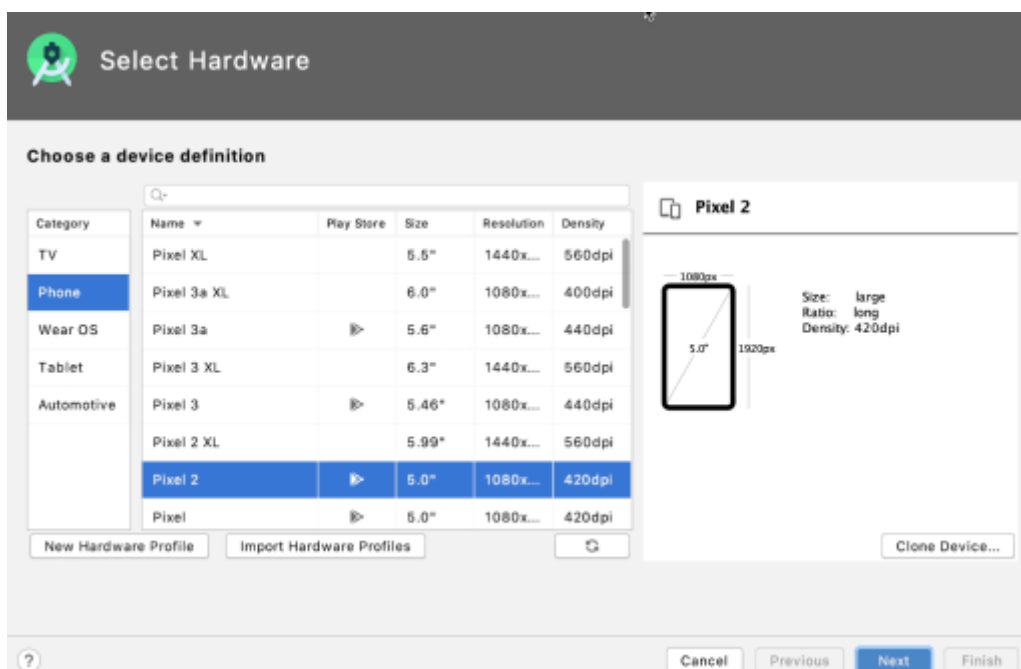 Select Hardware
Choose a device definition
Category
TV
Phone
Wear OS
Tablet
Automotive
Name Play Store Size Resolution Density
Pixel XL 5.5" 1440x... 560dpi
Pixel 3a XL 6.0" 1080x... 400dpi
Pixel 3a 5.6" 1080x... 440dpi
Pixel 3 XL 6.3" 1440x... 560dpi
Pixel 3 5.46" 1080x... 440dpi
Pixel 2 XL 5.99" 1440x... 560dpi
Pixel 2 5.0" 1080x... 420dpi
Pixel 5.0" 1080x... 420dpi
New Hardware Profile
Import Hardware Profiles
Pixel 2
1080px
5.0"
1920px
Size: large
Ratio: long
Density: 420dpi
Clone Device...
?
Cancel
Previous
Next
Finish